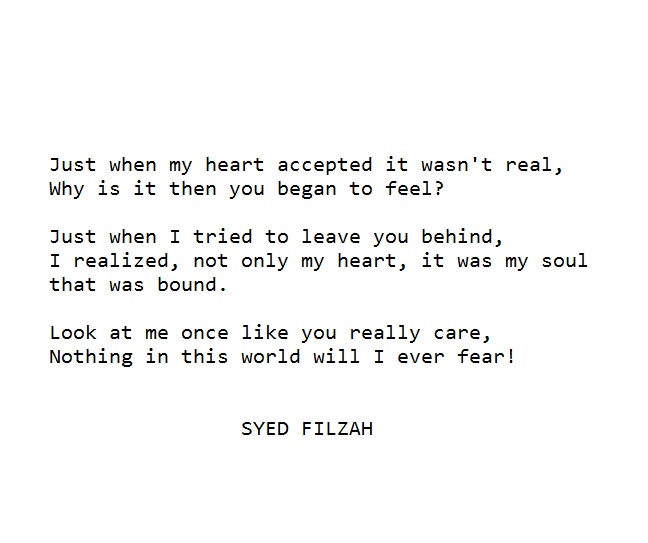 Just when my heart accepted it wasn't real,
Why is it then you began to feel?
Just when I tried to leave you behind,
I realized, not only my heart, it was my soul
that was bound.
Look at me once like you really care,
Nothing in this world will I ever fear!
SYED FILZAH